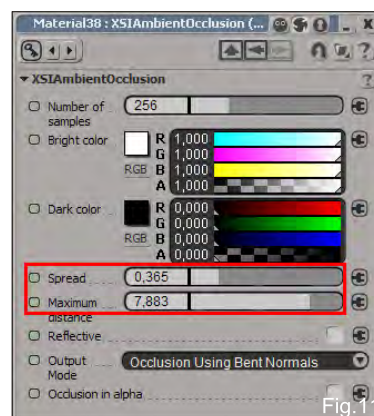 Material38 : XSIAmbientOcclusion (...
XSIAmbientOcclusion
Number of samples 256
Bright color R 1,000
G 1,000
RGB B 1,000
A 1,000
Dark color R 0,000
G 0,000
RGB B 0,000
A 0,000
Spread 0,365
Maximum distance 7,883
Reflective
Output Mode Occlusion Using Bent Normals
Occlusion in alpha